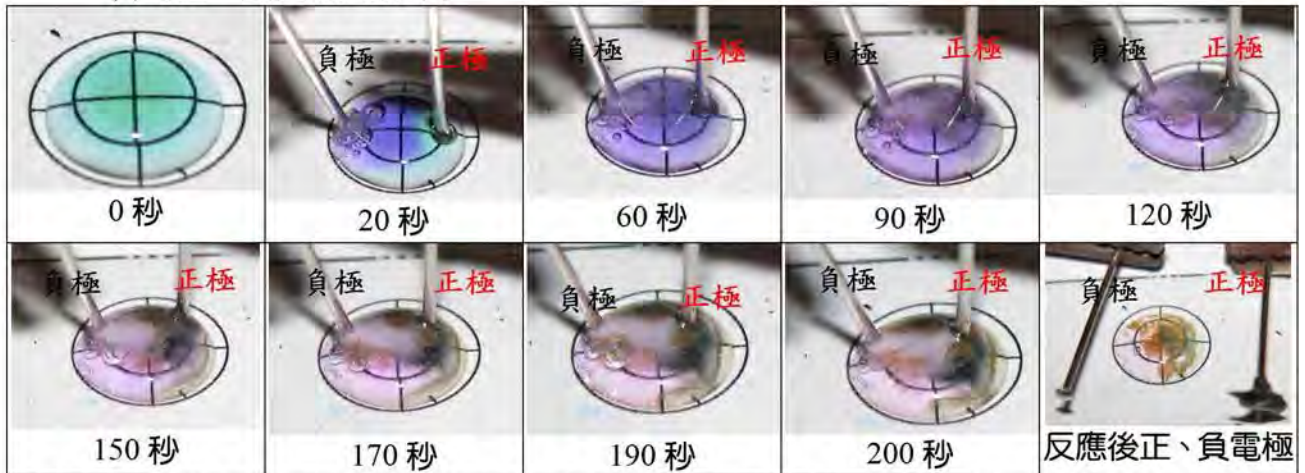 負極 正極
負極 正極
負極 正極
負極 正極
0 秒
20 秒
60 秒
90 秒
120 秒
負極 正極
負極 正極
負極 正極
負極 正極
負極 正極
150 秒
170 秒
190 秒
200 秒
反應後正、負電極